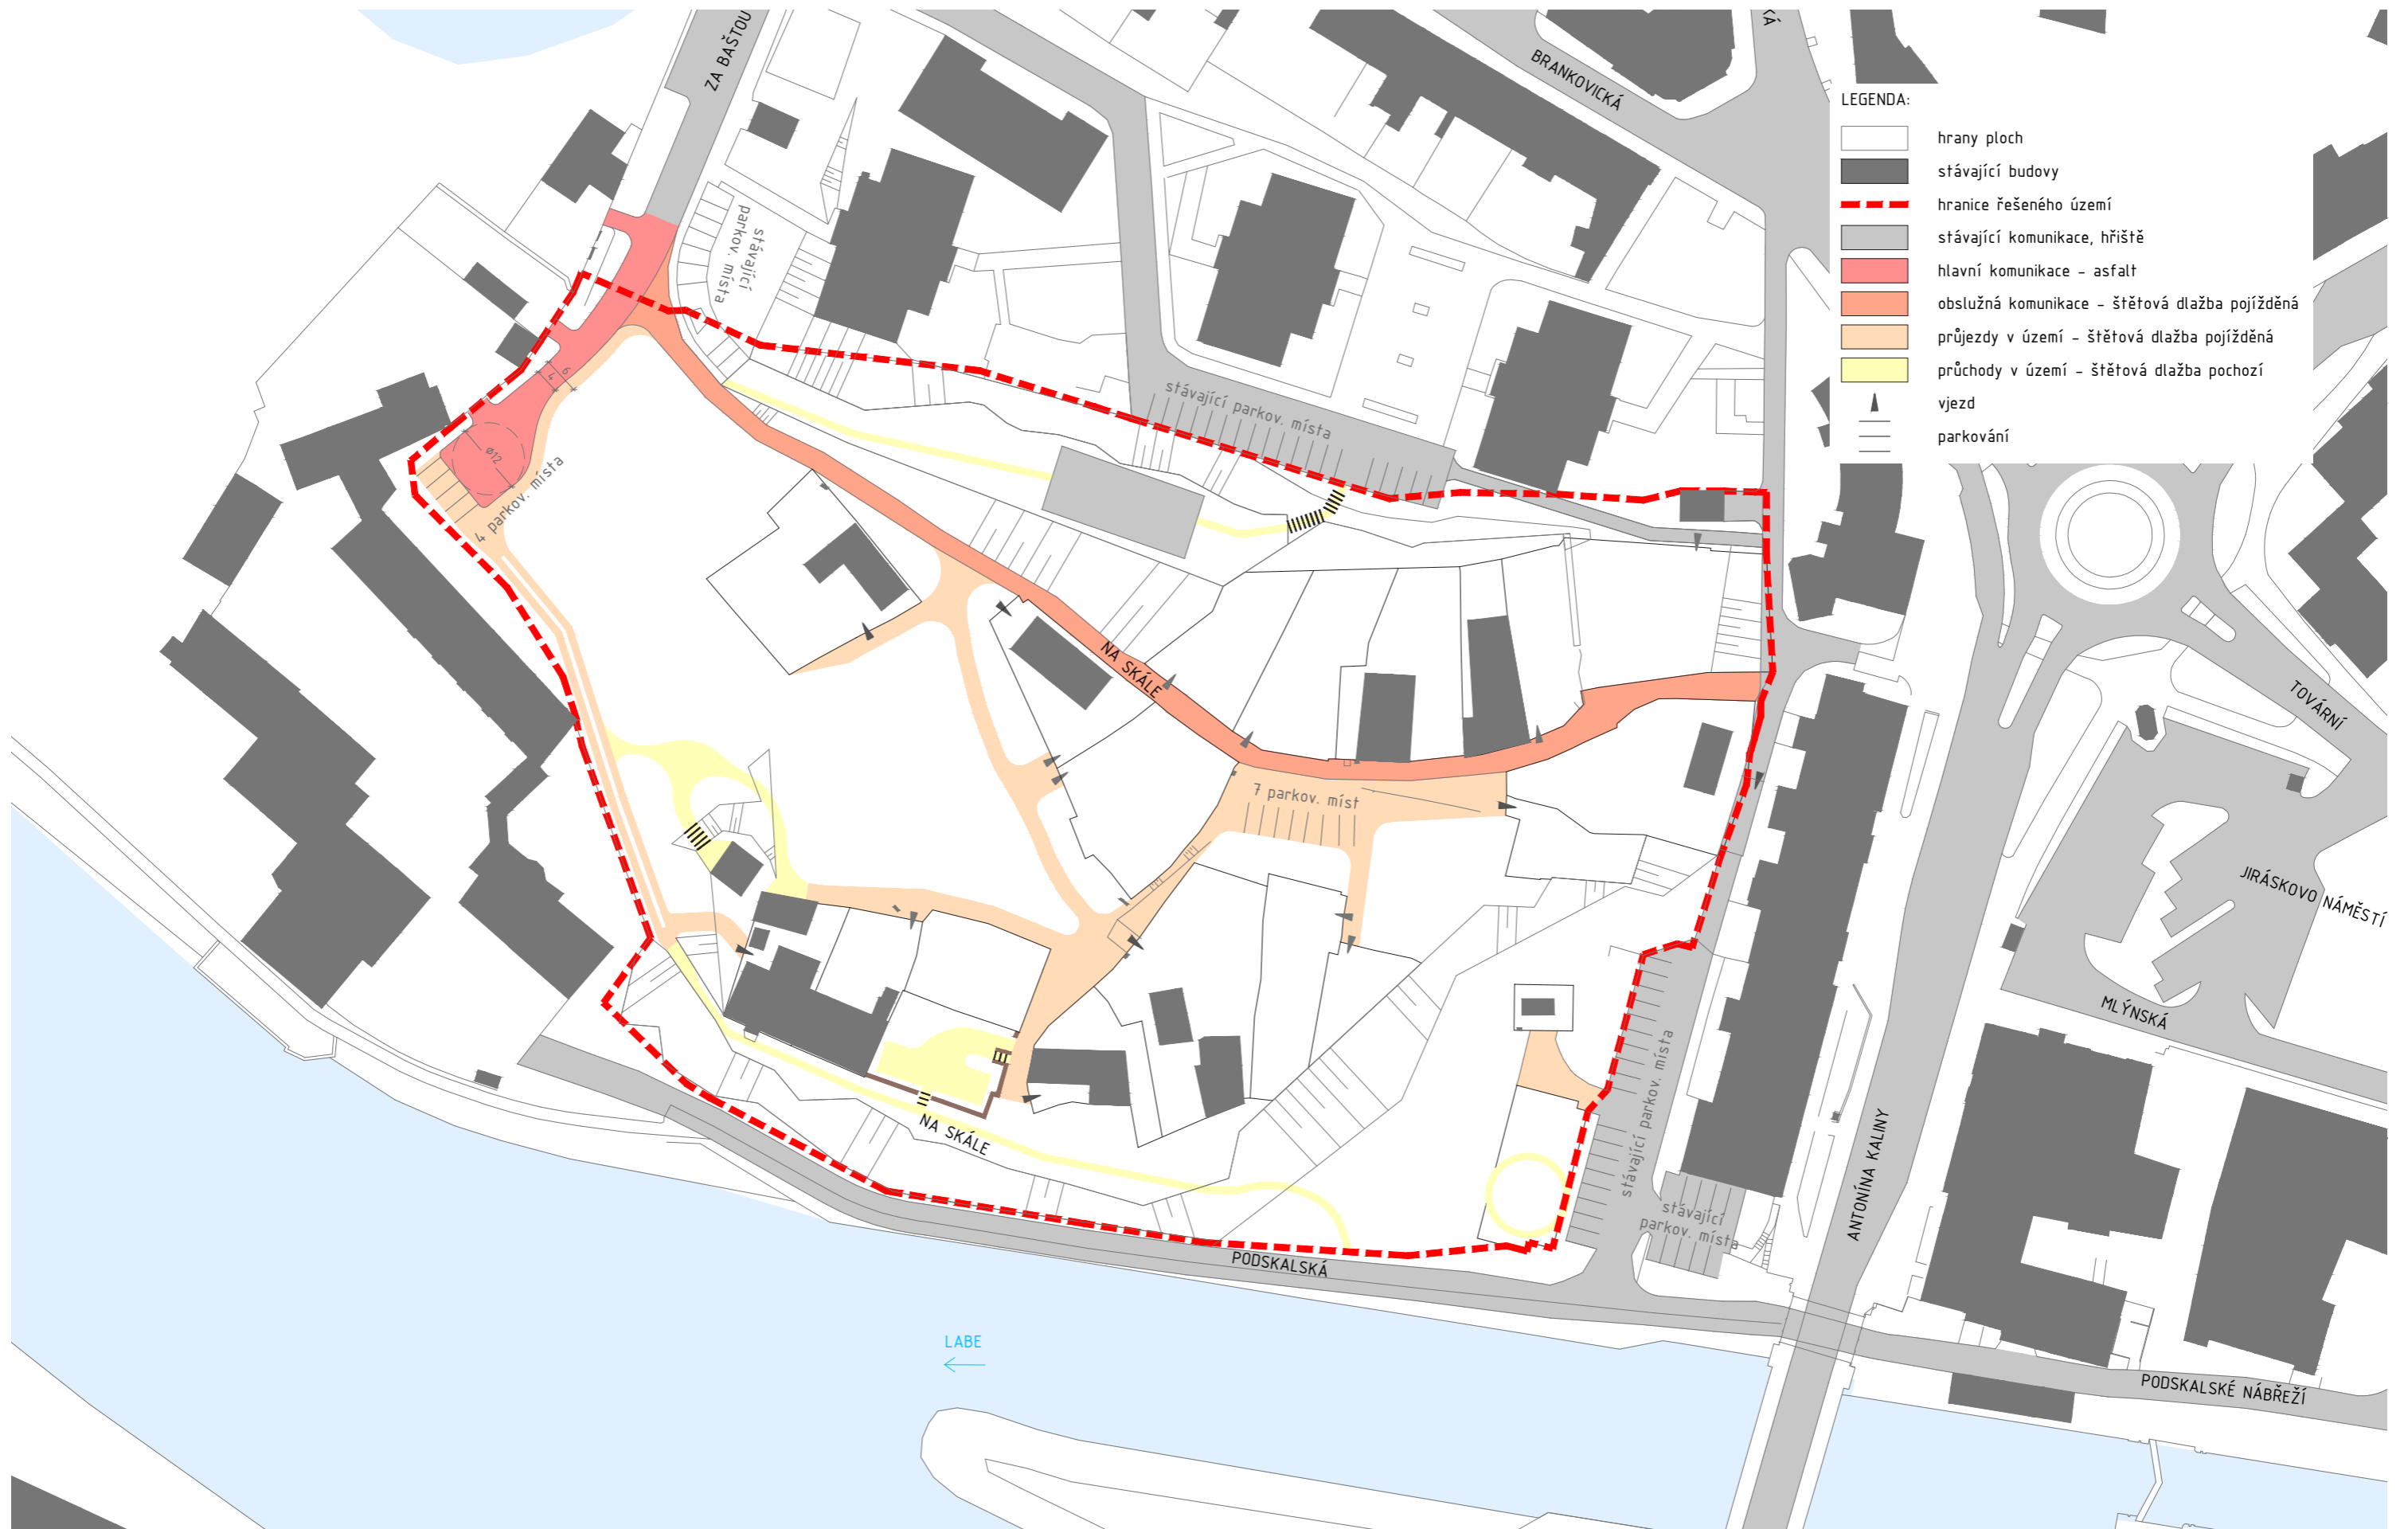 ZA BAŠTOU
BRANKOVICKÁ
KÁ
LEGENDA:
hrany ploch
stávající budovy
hranice řešeného území
stávající komunikace, hřiště
hlavní komunikace – asfalt
obslužná komunikace – štětová dlažba pojížděná
průjezdy v území – štětová dlažba pojížděná
průchody v území – štětová dlažba pochozí
vjezd
parkování
stávající
parkov. místa
stávající parkov. místa
6
4
ø12
4 parkov. místa
NA SKÁLE
7 parkov. míst
TOVÁRNÍ
JIRÁSKOVO NÁMĚSTÍ
MLÝNSKÁ
stávající parkov. místa
NA SKÁLE
ANTONÍNA KALINY
stávající
parkov. místa
PODSKALSKÁ
LABE
PODSKALSKÉ NÁBŘEŽÍ